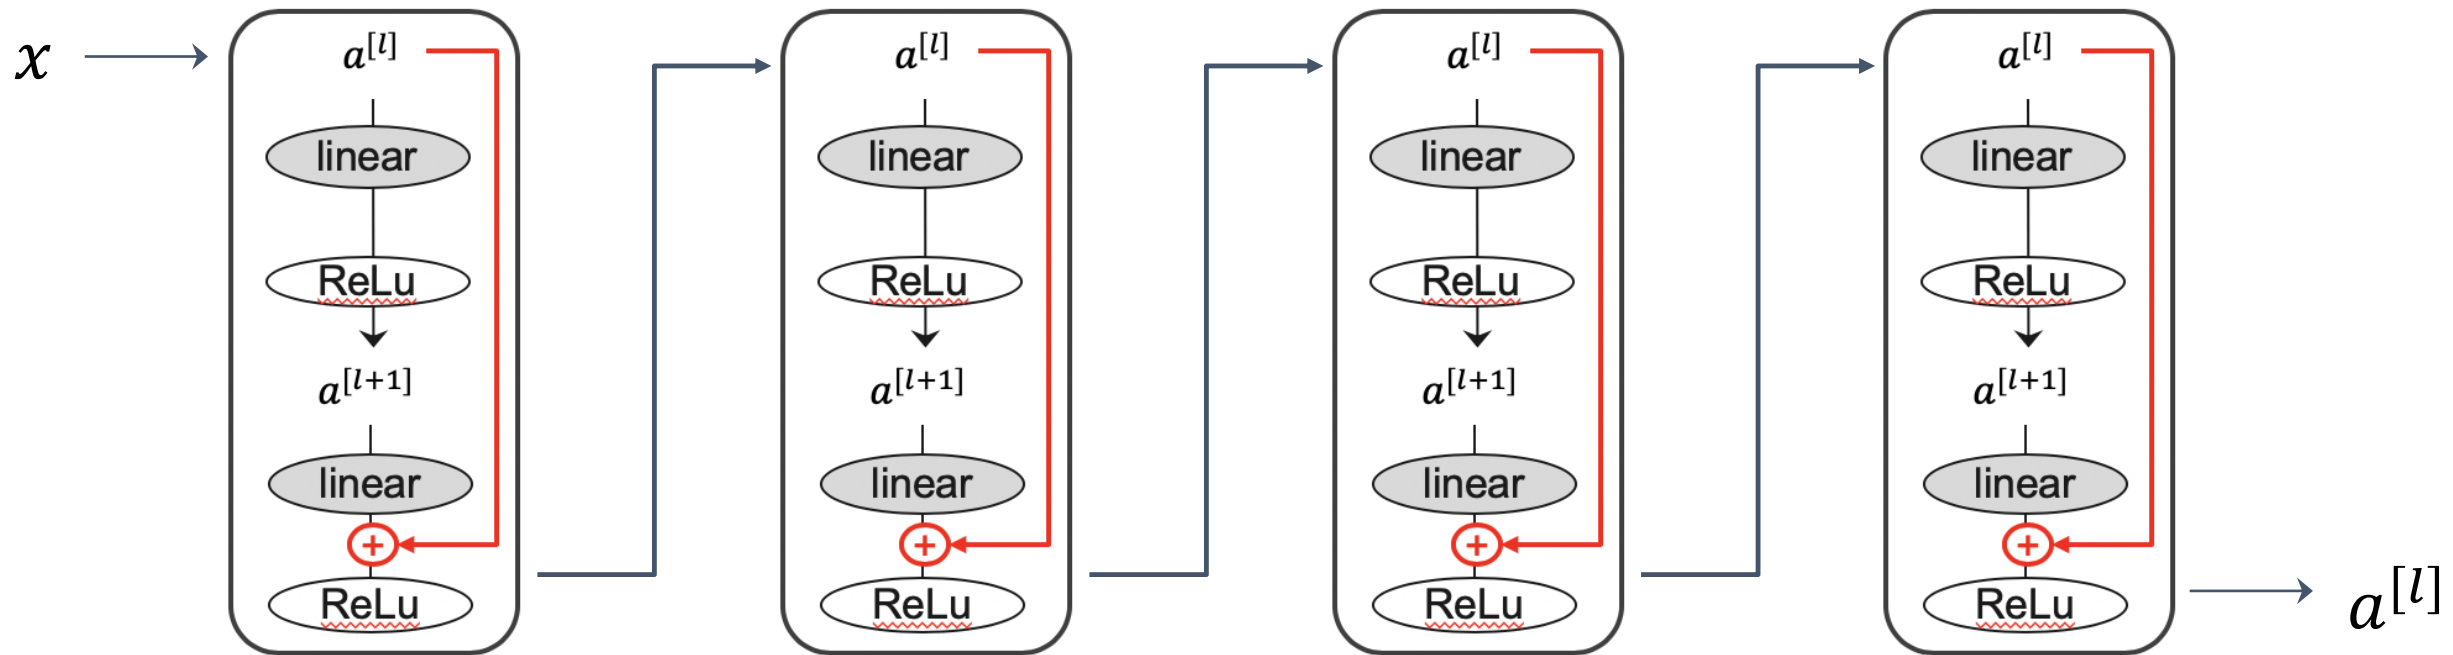 x
a^[l]
linear
ReLu
a^[l+1]
linear
+
ReLu
a^[l]
linear
ReLu
a^[l+1]
linear
+
ReLu
a^[l]
linear
ReLu
a^[l+1]
linear
+
ReLu
a^[l]
linear
ReLu
a^[l+1]
linear
+
ReLu
a^[l]